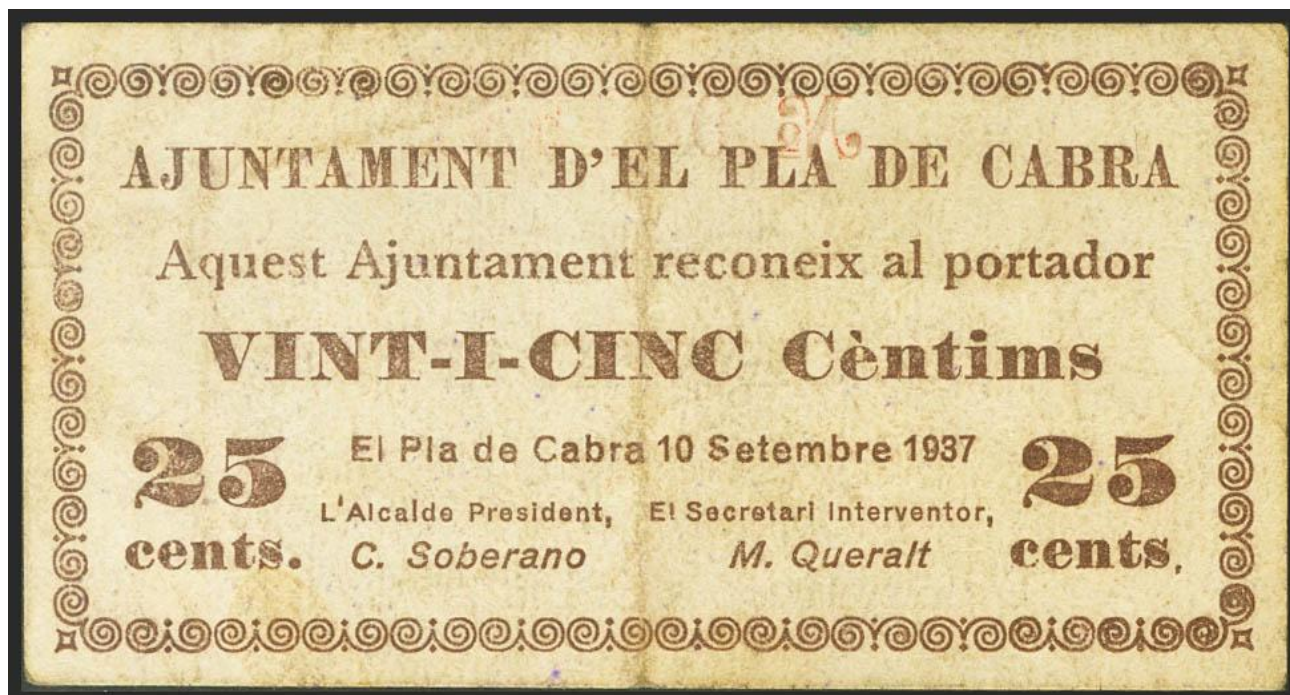 AJUNTAMENT D'EL PLA DE CABRA
Aquest Ajuntament reconeix al portador
VINT-I-CINC Cèntims
25 cents.
El Pla de Cabra 10 Setembre 1937
L'Alcalde President, El Secretari Interventor,
C. Soberano M. Queralt
25 cents.